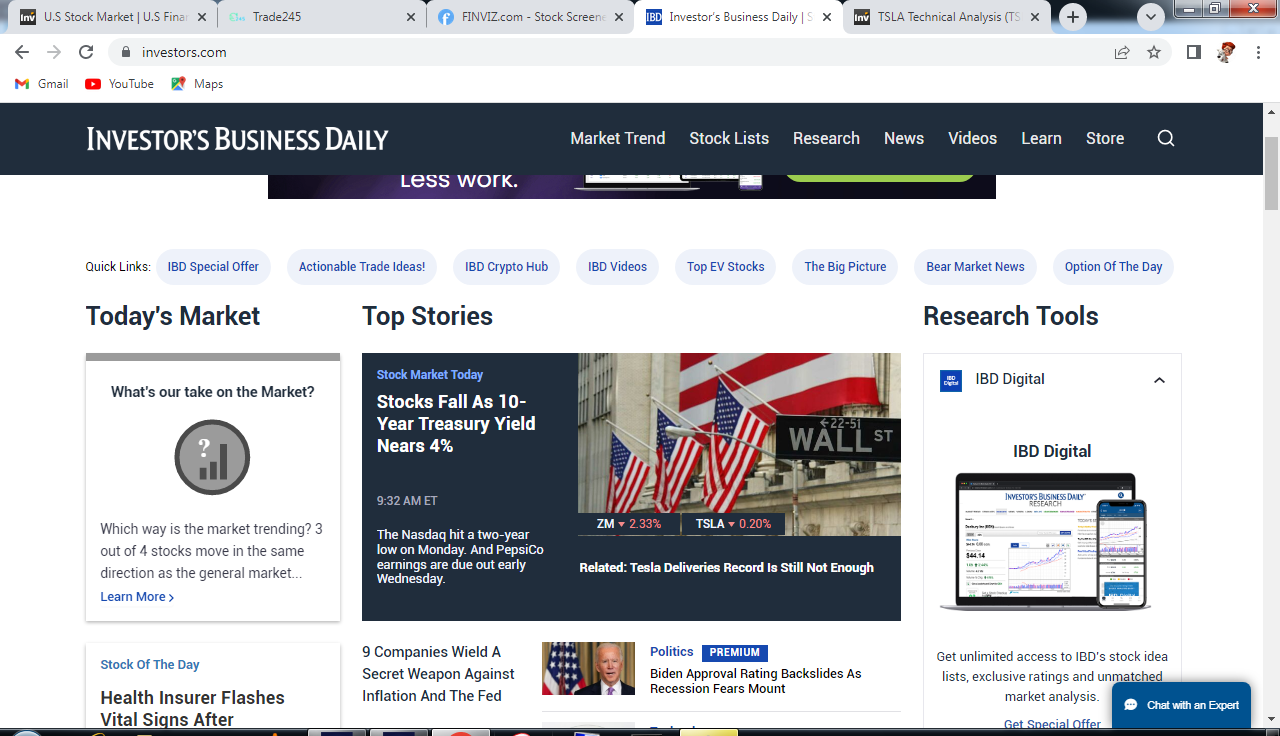 U.S Stock Market | U.S Finan
Trade245
FINVIZ.com - Stock Screene
Investor's Business Daily | S
TSLA Technical Analysis (TS
investors.com
Gmail
YouTube
Maps
INVESTOR'S BUSINESS DAILY
Market Trend
Stock Lists
Research
News
Videos
Learn
Store
Less work.
Quick Links:
IBD Special Offer
Actionable Trade Ideas!
IBD Crypto Hub
IBD Videos
Top EV Stocks
The Big Picture
Bear Market News
Option Of The Day
Today's Market
What's our take on the Market?
?
Which way is the market trending? 3
out of 4 stocks move in the same
direction as the general market...
Learn More >
Stock Of The Day
Health Insurer Flashes
Vital Signs After
Top Stories
Stock Market Today
Stocks Fall As 10-
Year Treasury Yield
Nears 4%
9:32 AM ET
The Nasdaq hit a two-year
low on Monday. And PepsiCo
earnings are due out early
Wednesday.
22-51
WALL ST
ZM 2.33%
TSLA 0.20%
Related: Tesla Deliveries Record Is Still Not Enough
9 Companies Wield A
Secret Weapon Against
Inflation And The Fed
Politics PREMIUM
Biden Approval Rating Backslides As
Recession Fears Mount
Research Tools
IBD Digital
IBD Digital
IBD Digital
INVESTOR'S BUSINESS DAILY
RESEARCH
$44.14
Get unlimited access to IBD's stock idea
lists, exclusive ratings and unmatched
market analysis.
Get Special Offer
Chat with an Expert